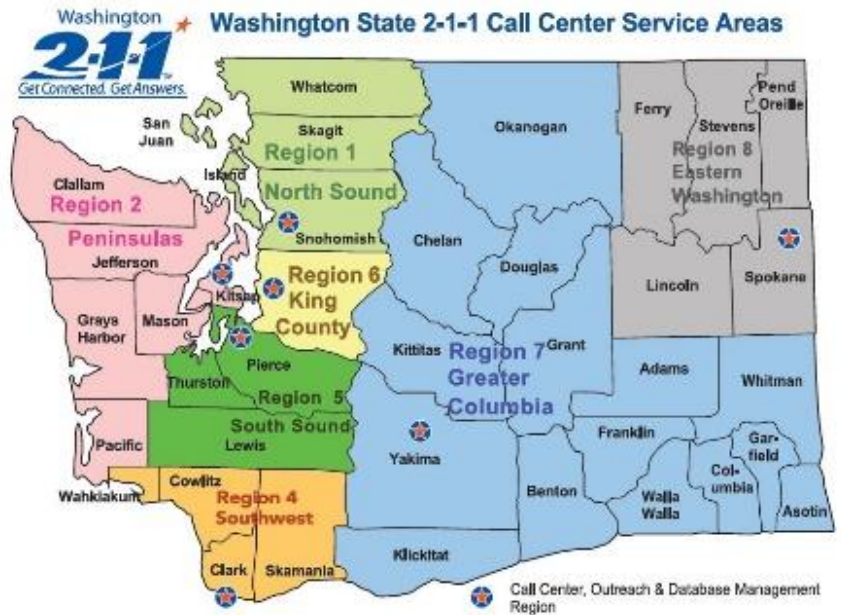 Washington
2-1-1
Get Connected. Get Answers.
Washington State 2-1-1 Call Center Service Areas
Whatcom
San
Juan
Skagit
Region 1
Island
North Sound
Snohomish
Clallam
Region 2
Peninsulas
Jefferson
Kitsap
Grays
Harbor
Mason
Pacific
Region 6
King
County
Pierce
Thurston
Region 5
South Sound
Lewis
Wahkiakum
Cowlitz
Region 4
Southwest
Clark
Skamania
Okanogan
Chelan
Douglas
Kittitas
Region 7
Greater
Columbia
Grant
Adams
Whitman
Yakima
Franklin
Benton
Walla
Walla
Col-
umbia
Gar-
field
Asotin
Klickitat
Ferry
Stevens
Pend
Oreille
Region 8
Eastern
Washington
Lincoln
Spokane
Call Center, Outreach & Database Management
Region